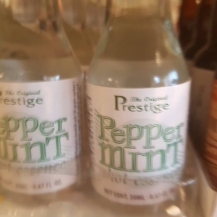 The Original
Prestige
Pepper
mint
The Original
Prestige
Pepper
mint